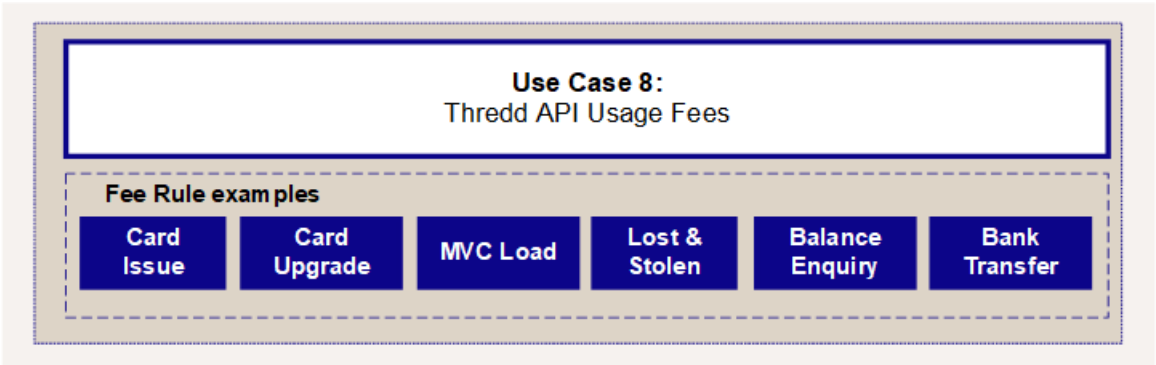 Use Case 8:
Thredd API Usage Fees
Fee Rule examples
Card
Issue
Card
Upgrade
MVC Load
Lost &
Stolen
Balance
Enquiry
Bank
Transfer